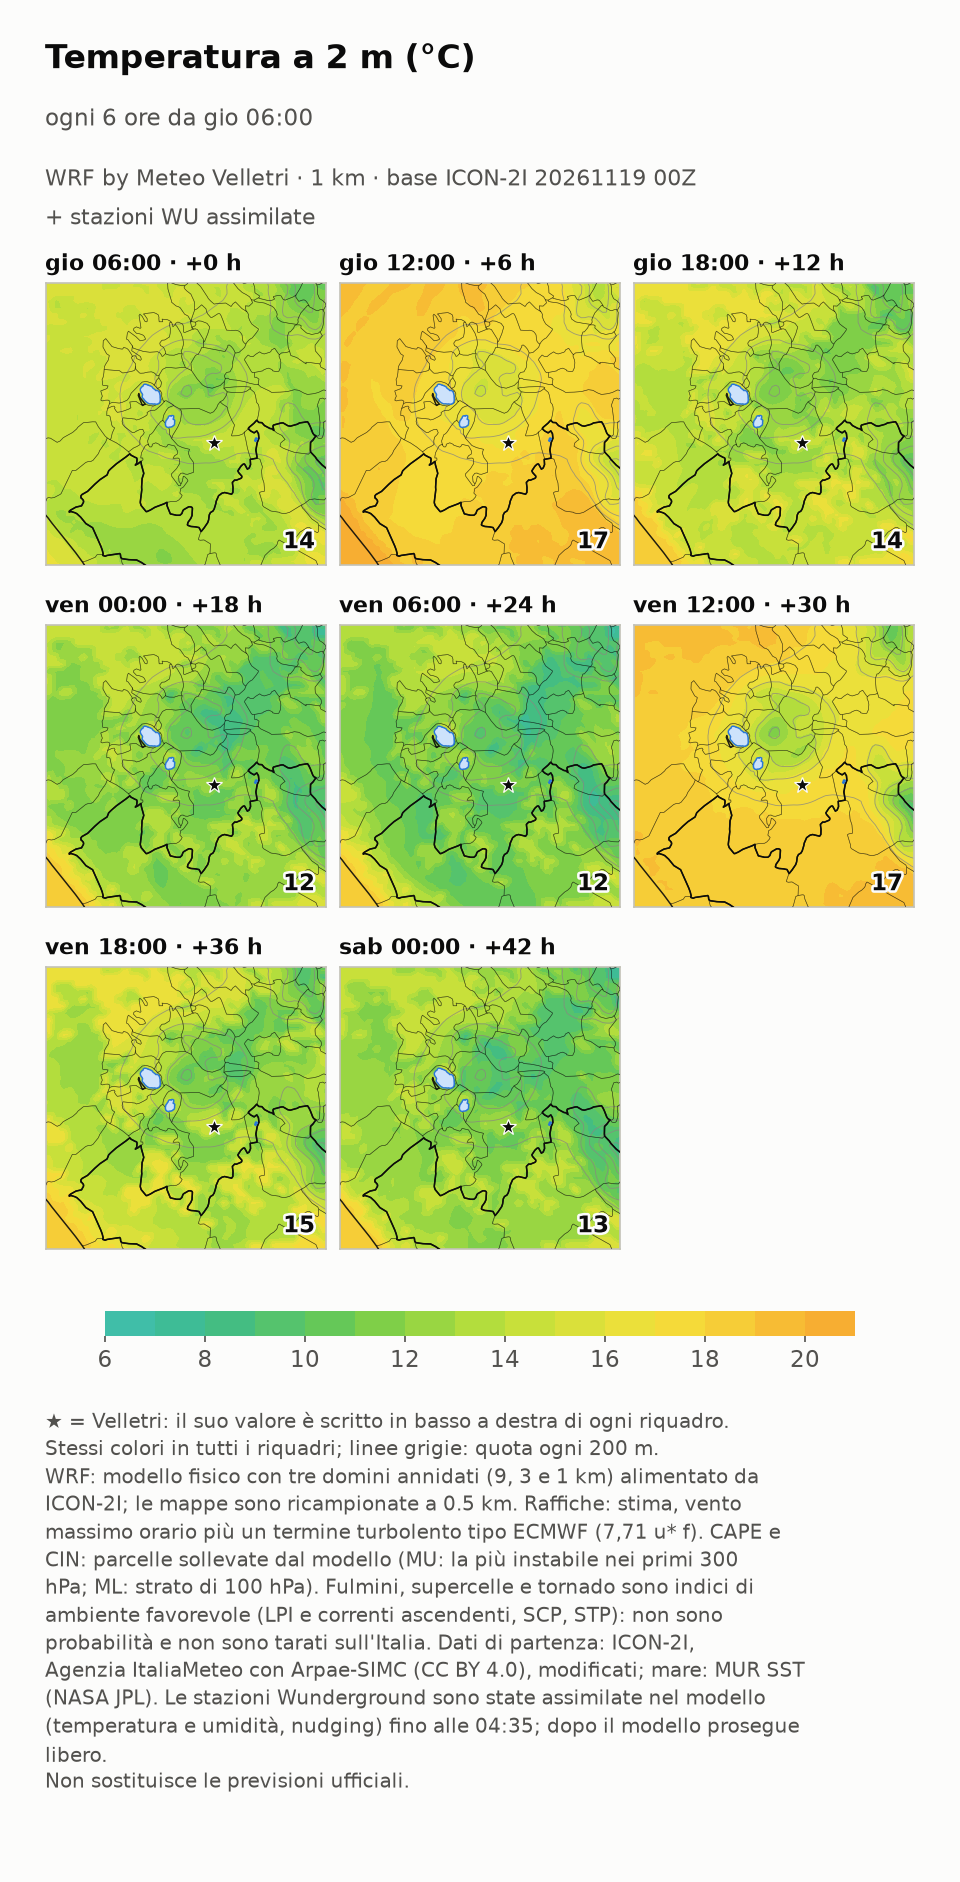 Temperatura a 2 m (°C)
ogni 6 ore da gio 06:00
WRF by Meteo Velletri · 1 km · base ICON-2I 20261119 00Z
+ stazioni WU assimilate
gio 06:00 · +0 h
gio 12:00 · +6 h
gio 18:00 · +12 h
14
17
14
ven 00:00 · +18 h
ven 06:00 · +24 h
ven 12:00 · +30 h
12
12
17
ven 18:00 · +36 h
sab 00:00 · +42 h
15
13
6 8 10 12 14 16 18 20
★ = Velletri: il suo valore è scritto in basso a destra di ogni riquadro.
Stessi colori in tutti i riquadri; linee grigie: quota ogni 200 m.
WRF: modello fisico con tre domini annidati (9, 3 e 1 km) alimentato da
ICON-2I; le mappe sono ricampionate a 0.5 km. Raffiche: stima, vento
massimo orario più un termine turbolento tipo ECMWF (7,71 u* f). CAPE e
CIN: parcelle sollevate dal modello (MU: la più instabile nei primi 300
hPa; ML: strato di 100 hPa). Fulmini, supercelle e tornado sono indici di
ambiente favorevole (LPI e correnti ascendenti, SCP, STP): non sono
probabilità e non sono tarati sull'Italia. Dati di partenza: ICON-2I,
Agenzia ItaliaMeteo con Arpae-SIMC (CC BY 4.0), modificati; mare: MUR SST
(NASA JPL). Le stazioni Wunderground sono state assimilate nel modello
(temperatura e umidità, nudging) fino alle 04:35; dopo il modello prosegue
libero.
Non sostituisce le previsioni ufficiali.